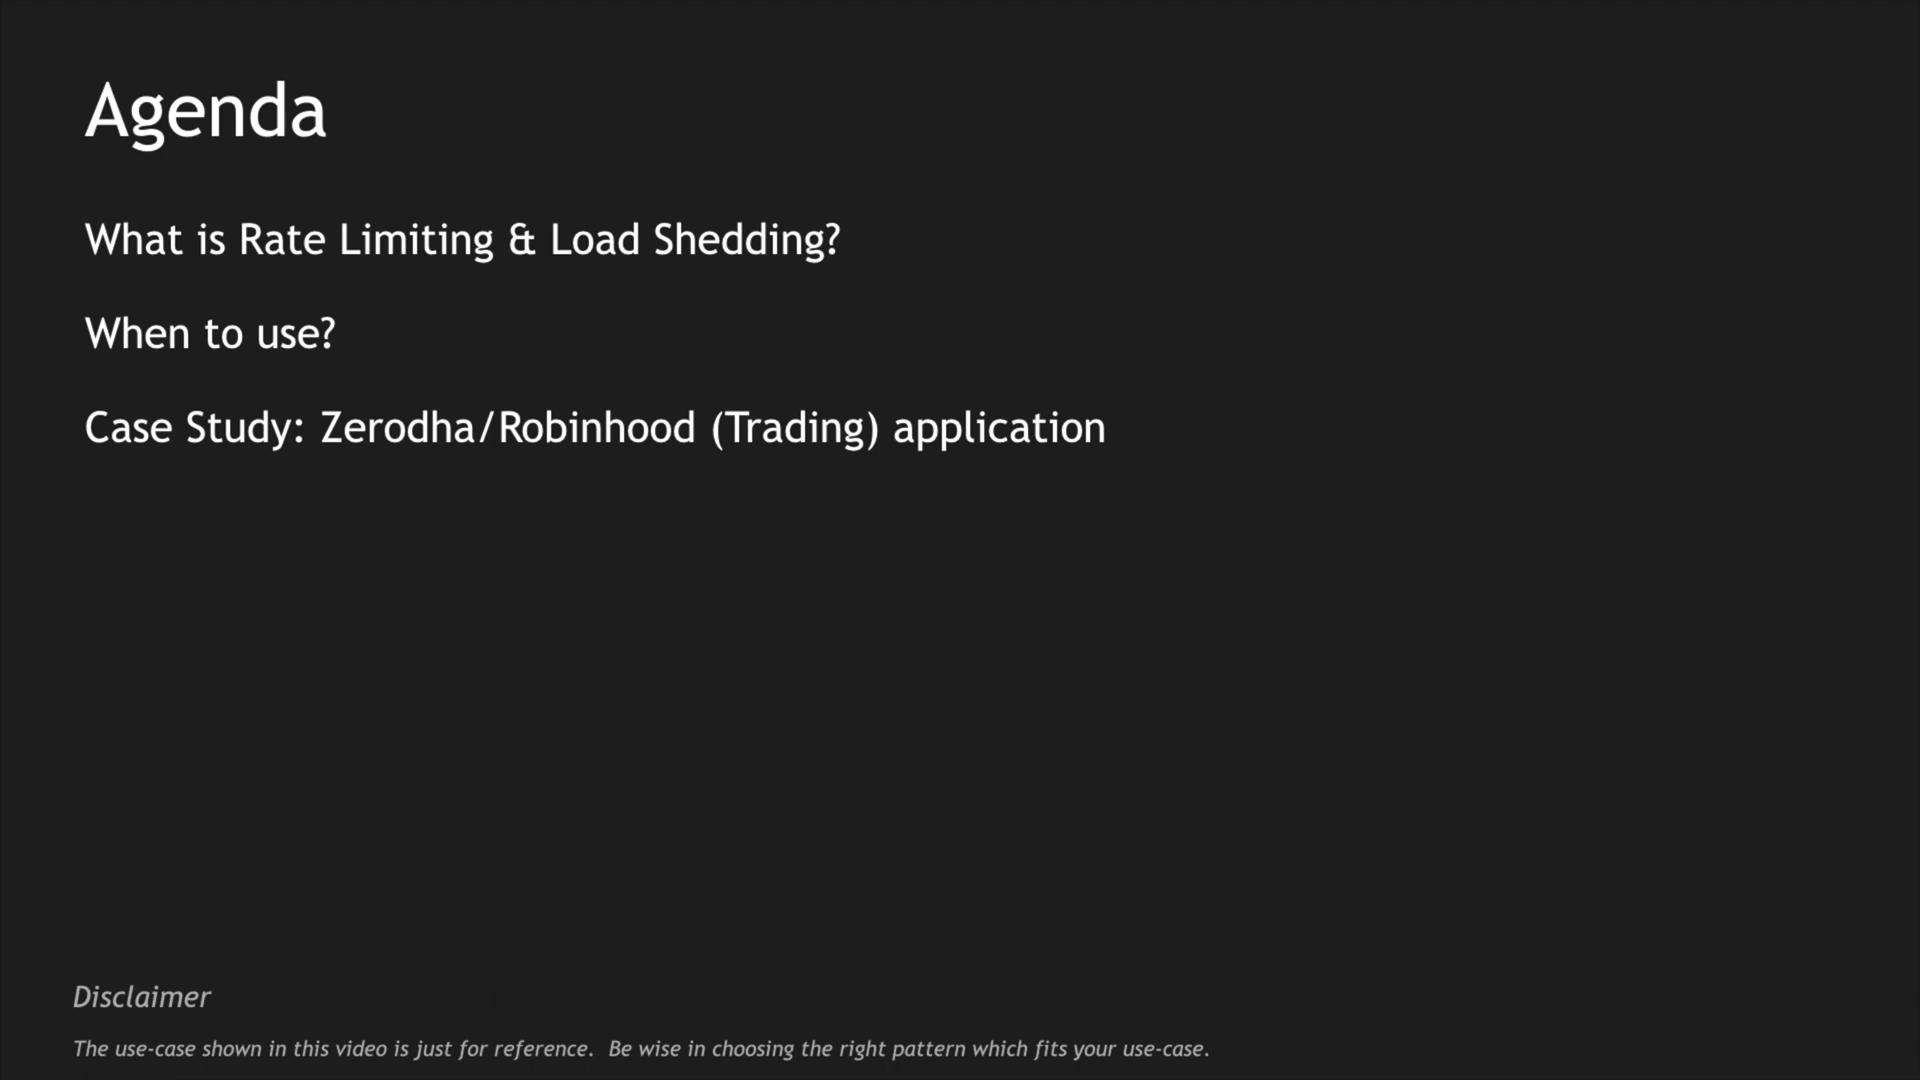 Agenda
What is Rate Limiting & Load Shedding?
When to use?
Case Study: Zerodha/Robinhood (Trading) application
Disclaimer
The use-case shown in this video is just for reference.  Be wise in choosing the right pattern which fits your use-case.